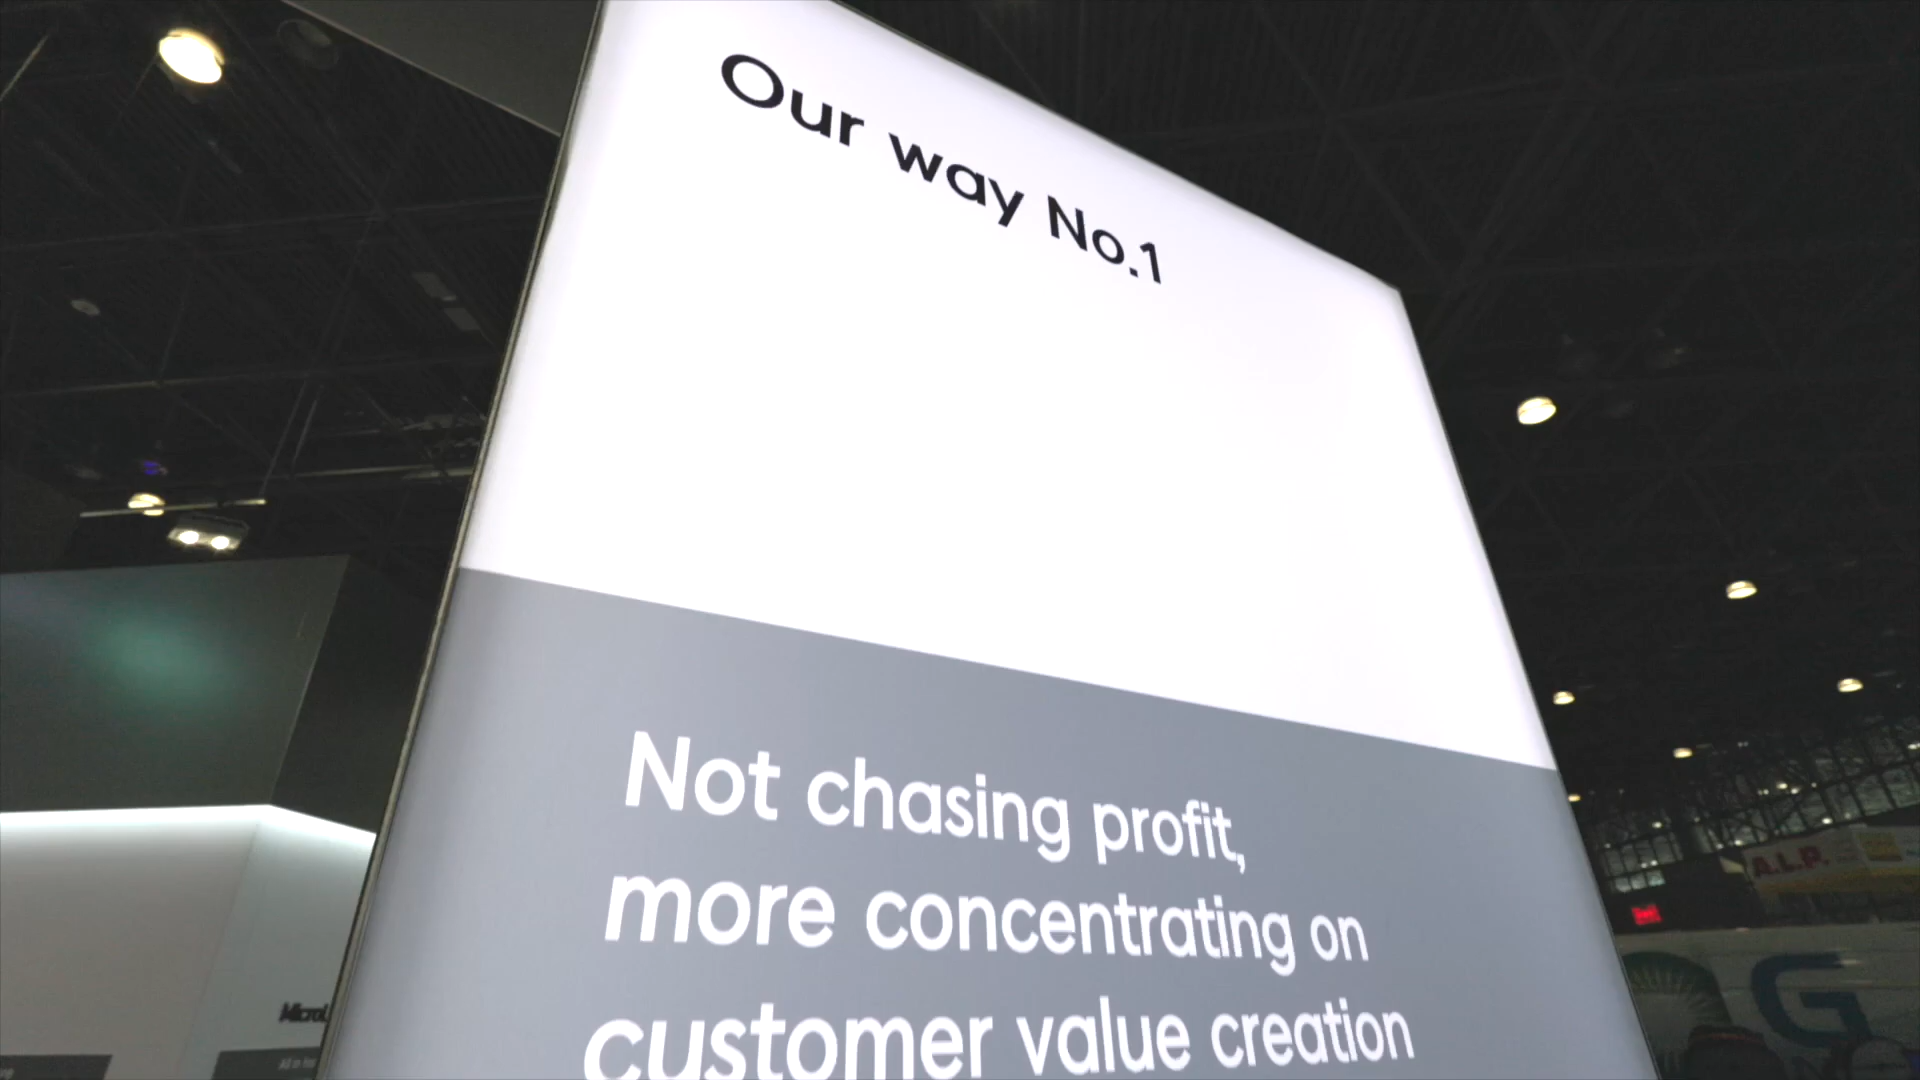 Our way No.1
Not chasing profit,
more concentrating on
customer value creation
A.L.P.
G